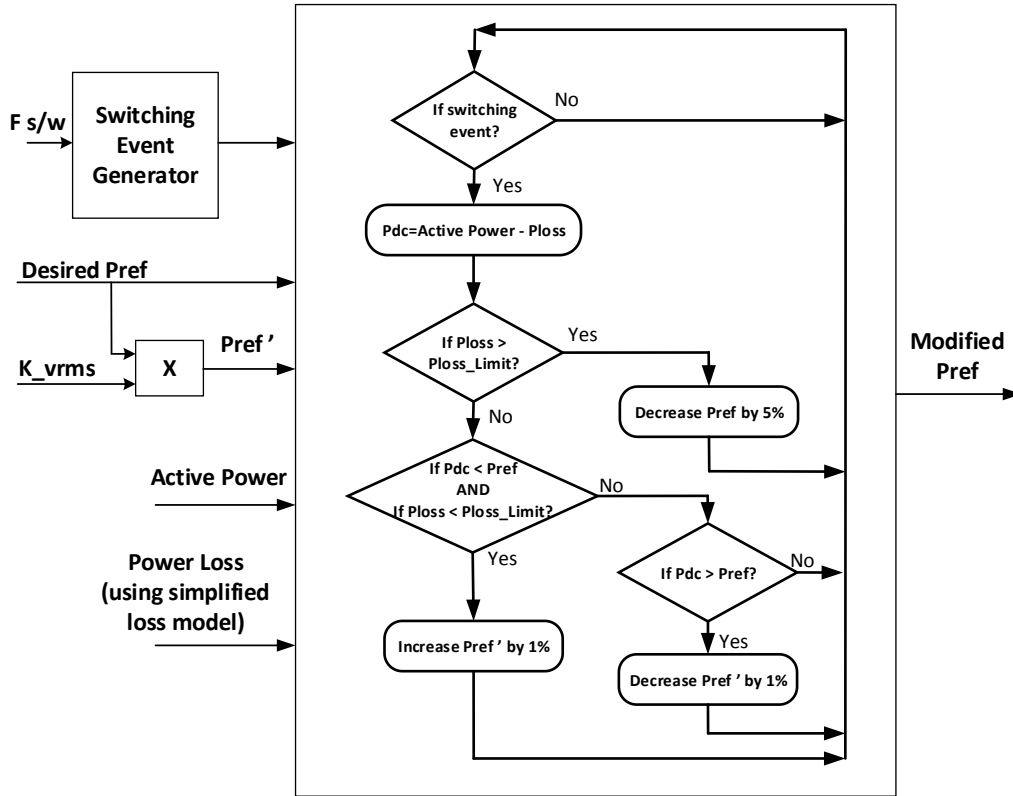 F s/w
Switching
Event
Generator
Desired Pref
K_vrms
X
Pref '
Active Power
Power Loss
(using simplified
loss model)
If switching
event?
No
Yes
Pdc=Active Power - Ploss
If Ploss >
Ploss_Limit?
Yes
Decrease Pref by 5%
No
If Pdc < Pref
AND
If Ploss < Ploss_Limit?
No
Yes
If Pdc > Pref?
No
Yes
Increase Pref ' by 1%
Decrease Pref ' by 1%
Modified
Pref